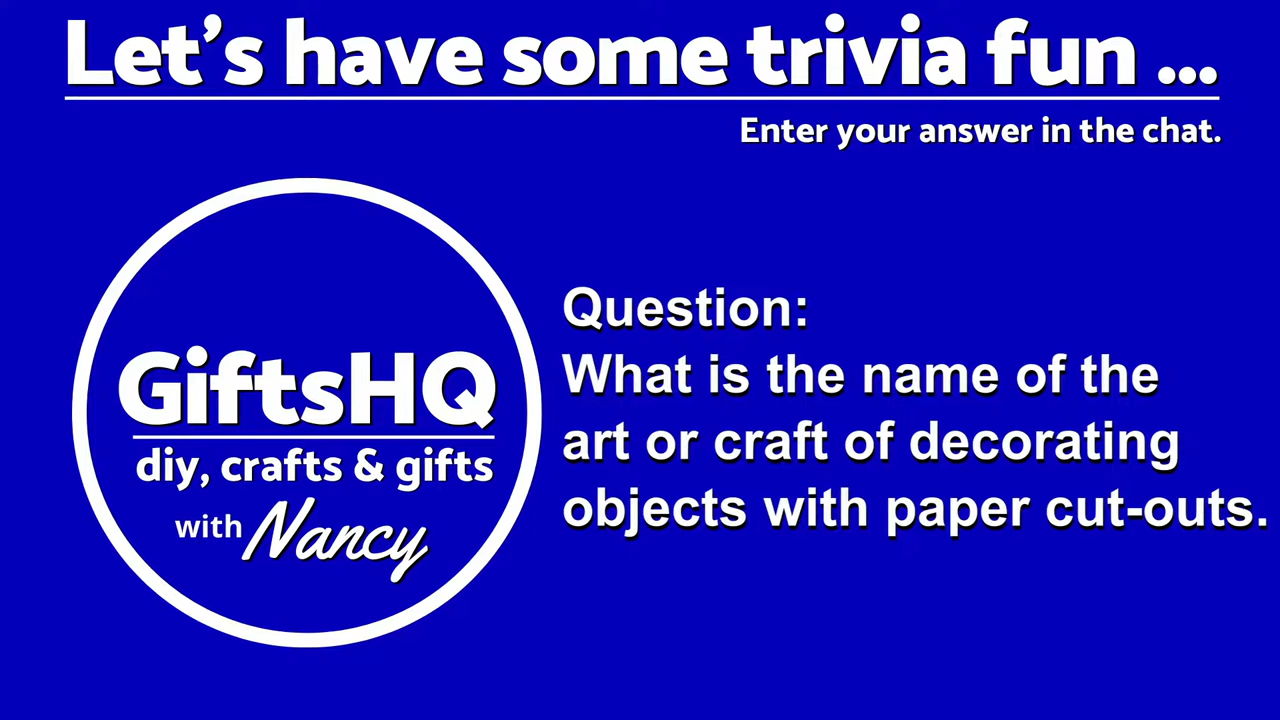 Let's have some trivia fun ...
Enter your answer in the chat.
GiftsHQ
diy, crafts & gifts
with Nancy
Question:
What is the name of the
art or craft of decorating
objects with paper cut-outs.